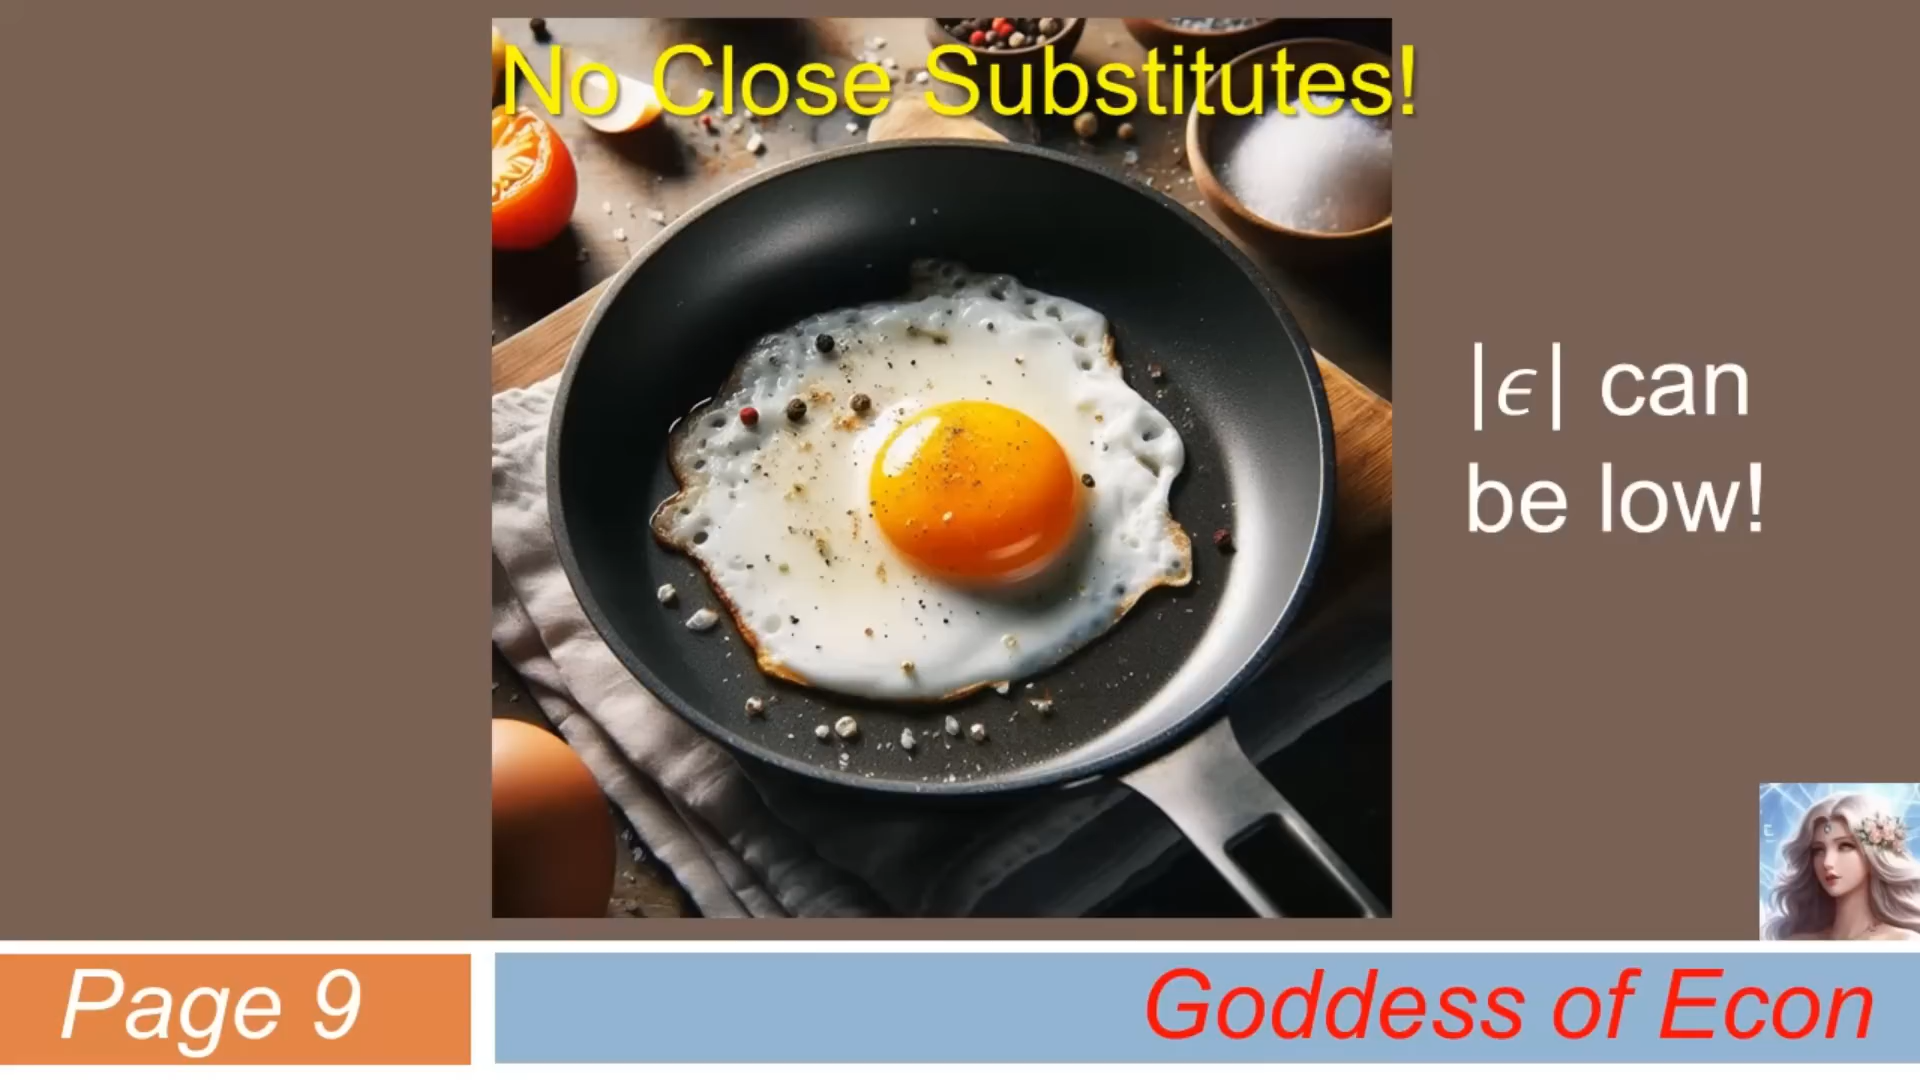 No Close Substitutes!
|ϵ| can
be low!
Page 9
Goddess of Econ